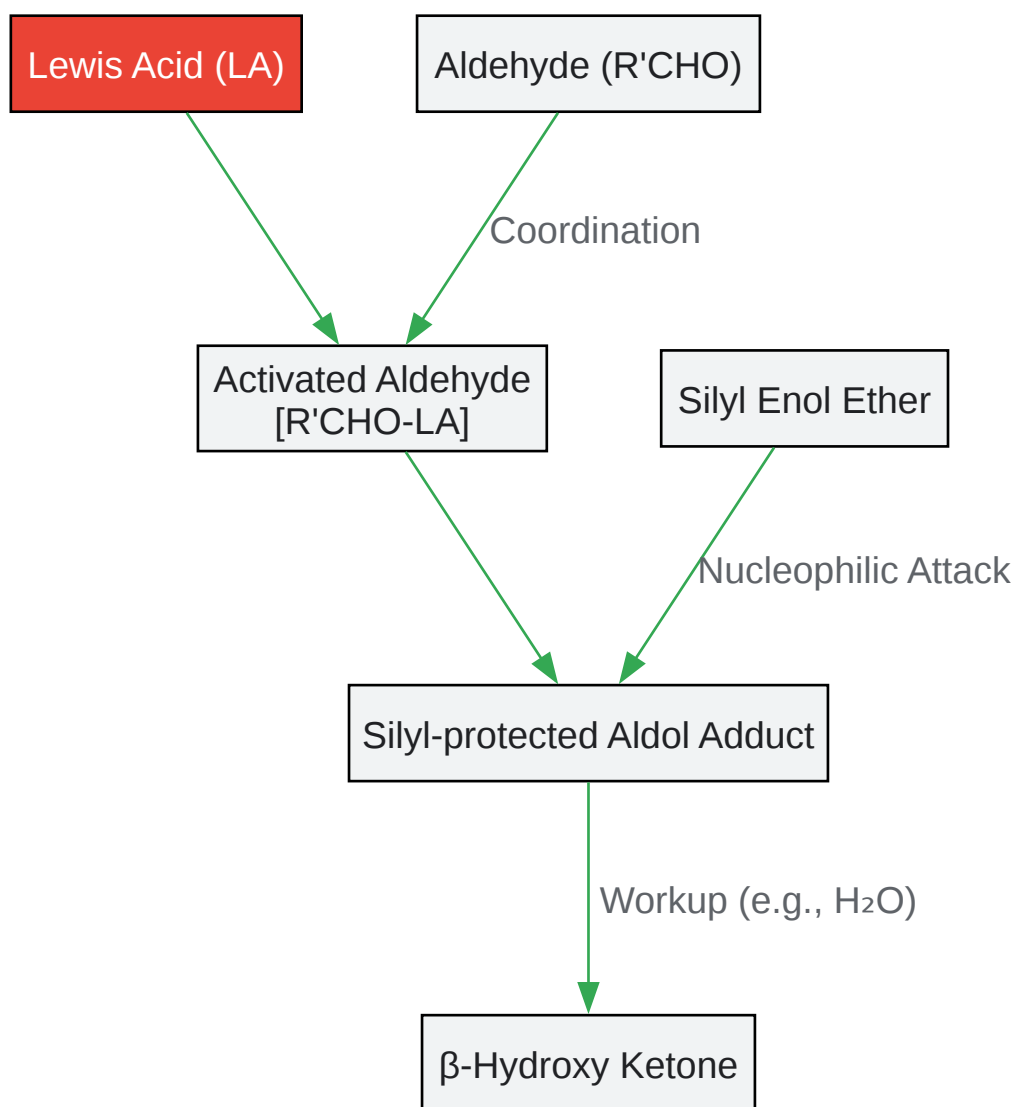 Lewis Acid (LA)
Aldehyde (R'CHO)
Coordination
Activated Aldehyde
[R'CHO-LA]
Silyl Enol Ether
Nucleophilic Attack
Silyl-protected Aldol Adduct
Workup (e.g., H₂O)
β-Hydroxy Ketone